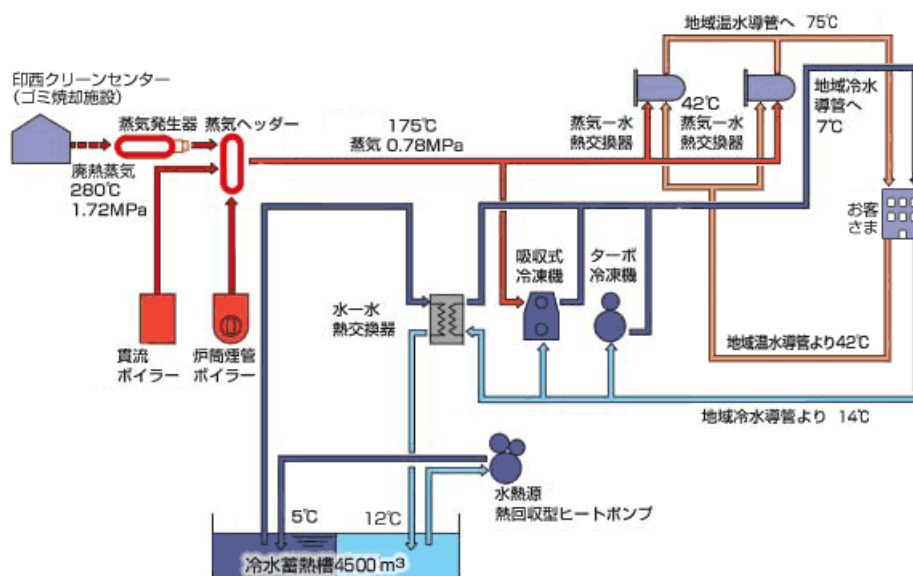 地域温水導管へ 75℃
印西クリーンセンター
（ゴミ焼却施設）
蒸気発生器
蒸気ヘッダー
175℃
蒸気 0.78MPa
42℃
蒸気ー水
熱交換器
蒸気ー水
熱交換器
地域冷水
導管へ
7℃
廃熱蒸気
280℃
1.72MPa
お客
さま
吸収式
冷凍機
ターボ
冷凍機
水ー水
熱交換器
貫流
ボイラー
炉筒煙管
ボイラー
地域温水導管より42℃
地域冷水導管より 14℃
水熱源
熱回収型ヒートポンプ
5℃
12℃
冷水蓄熱槽4500m³